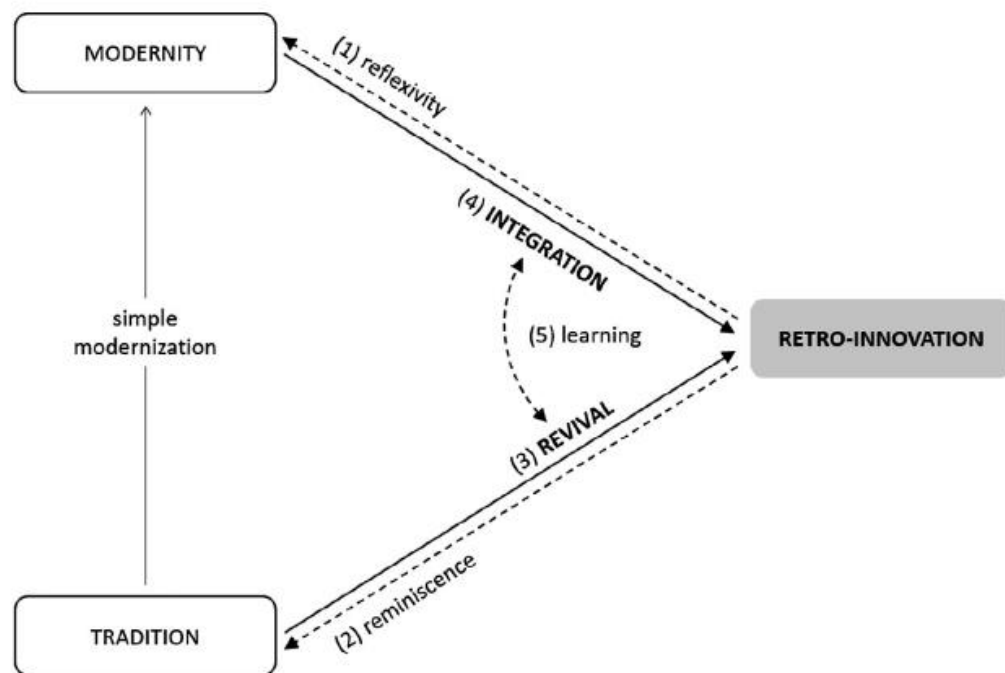 MODERNITY
(1) reflexivity
(4) INTEGRATION
simple
modernization
(5) learning
RETRO-INNOVATION
(3) REVIVAL
(2) reminiscence
TRADITION